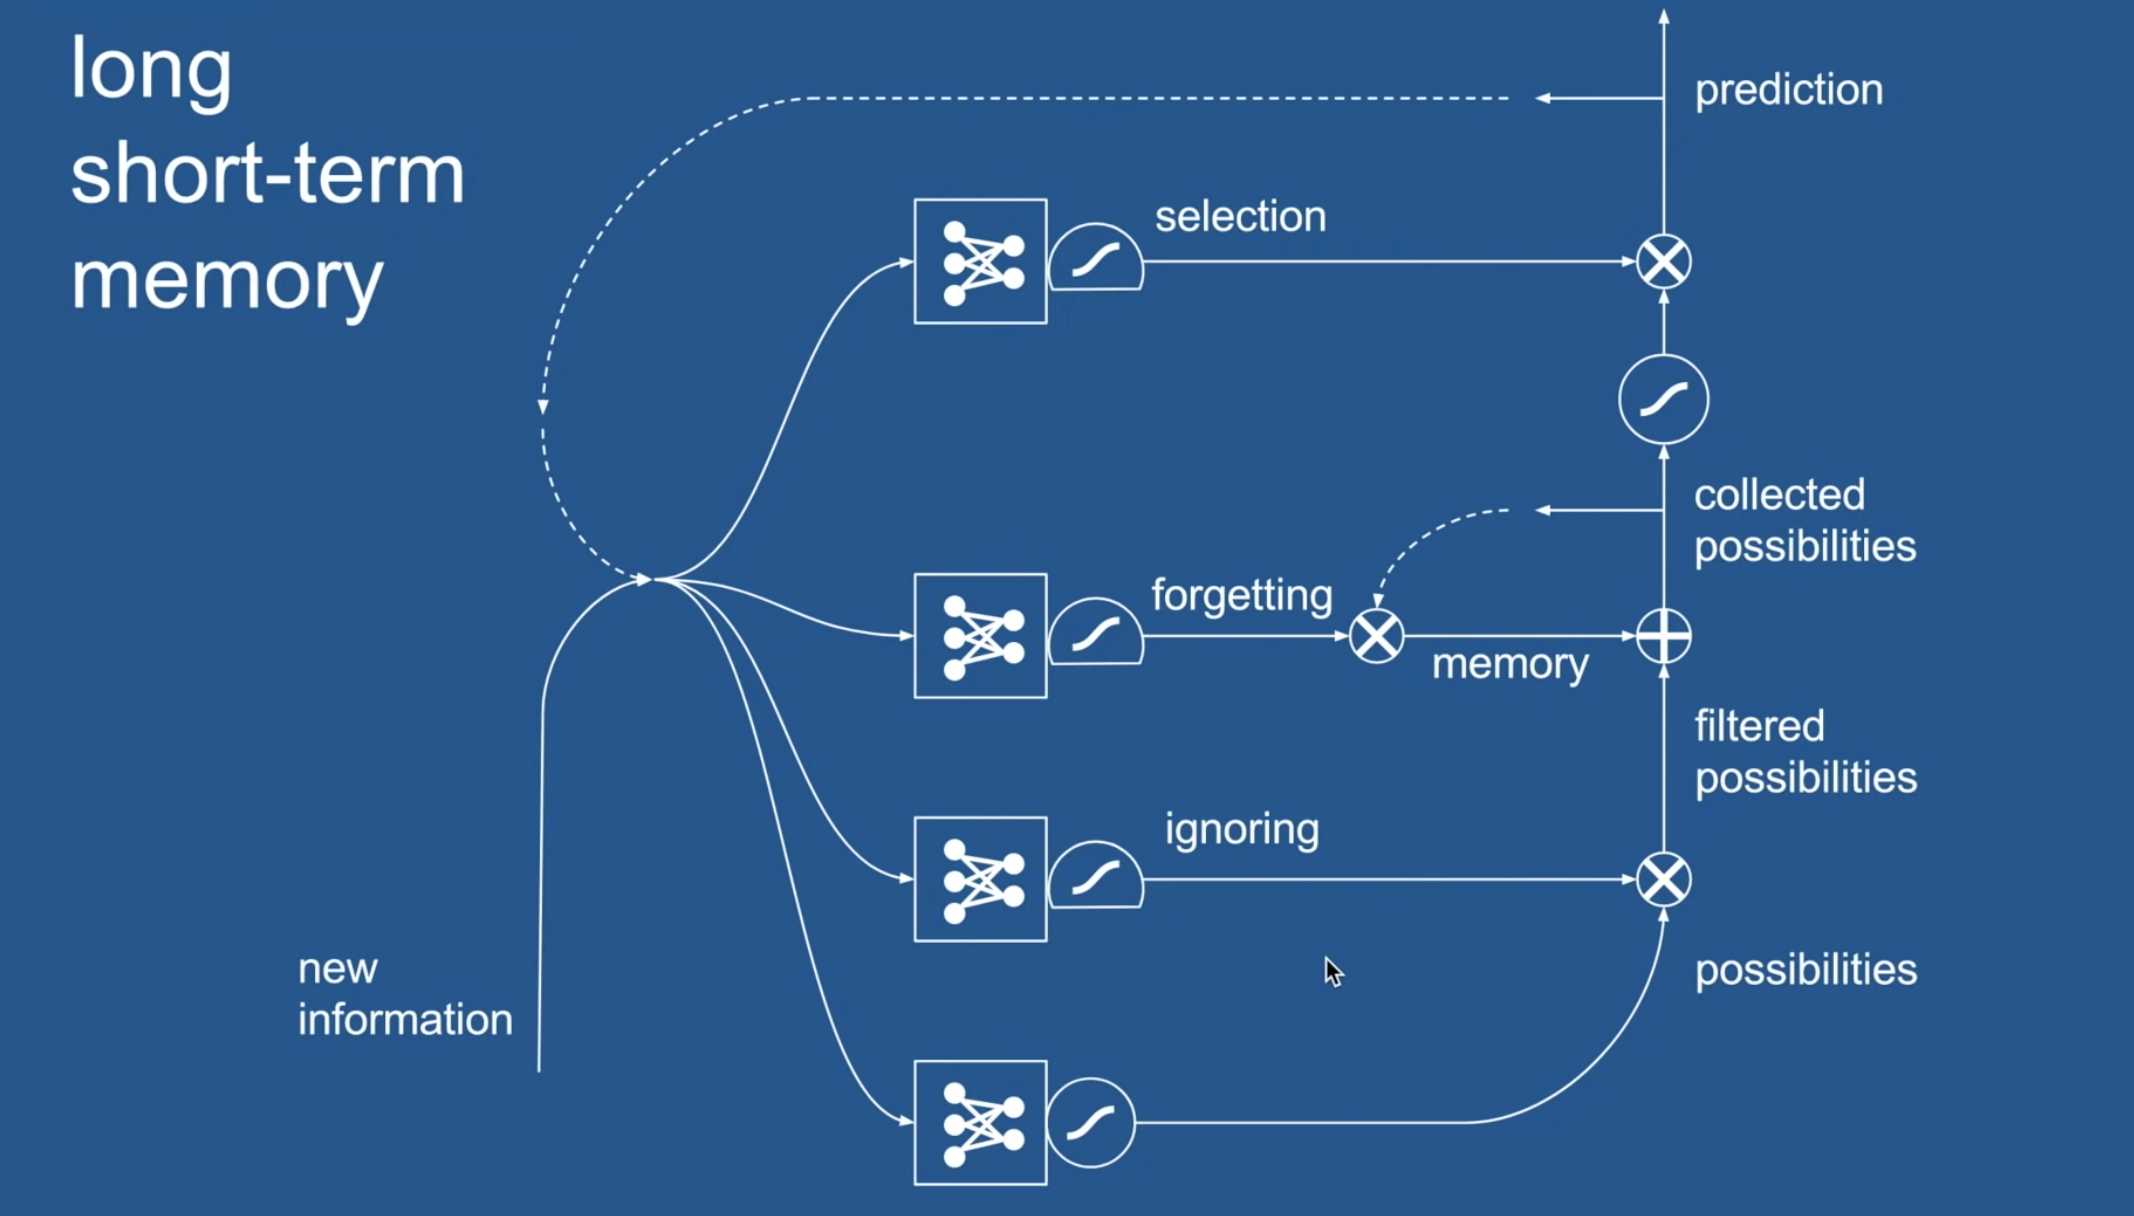 long
short-term
memory
prediction
selection
collected
possibilities
forgetting
memory
filtered
possibilities
ignoring
new
information
possibilities